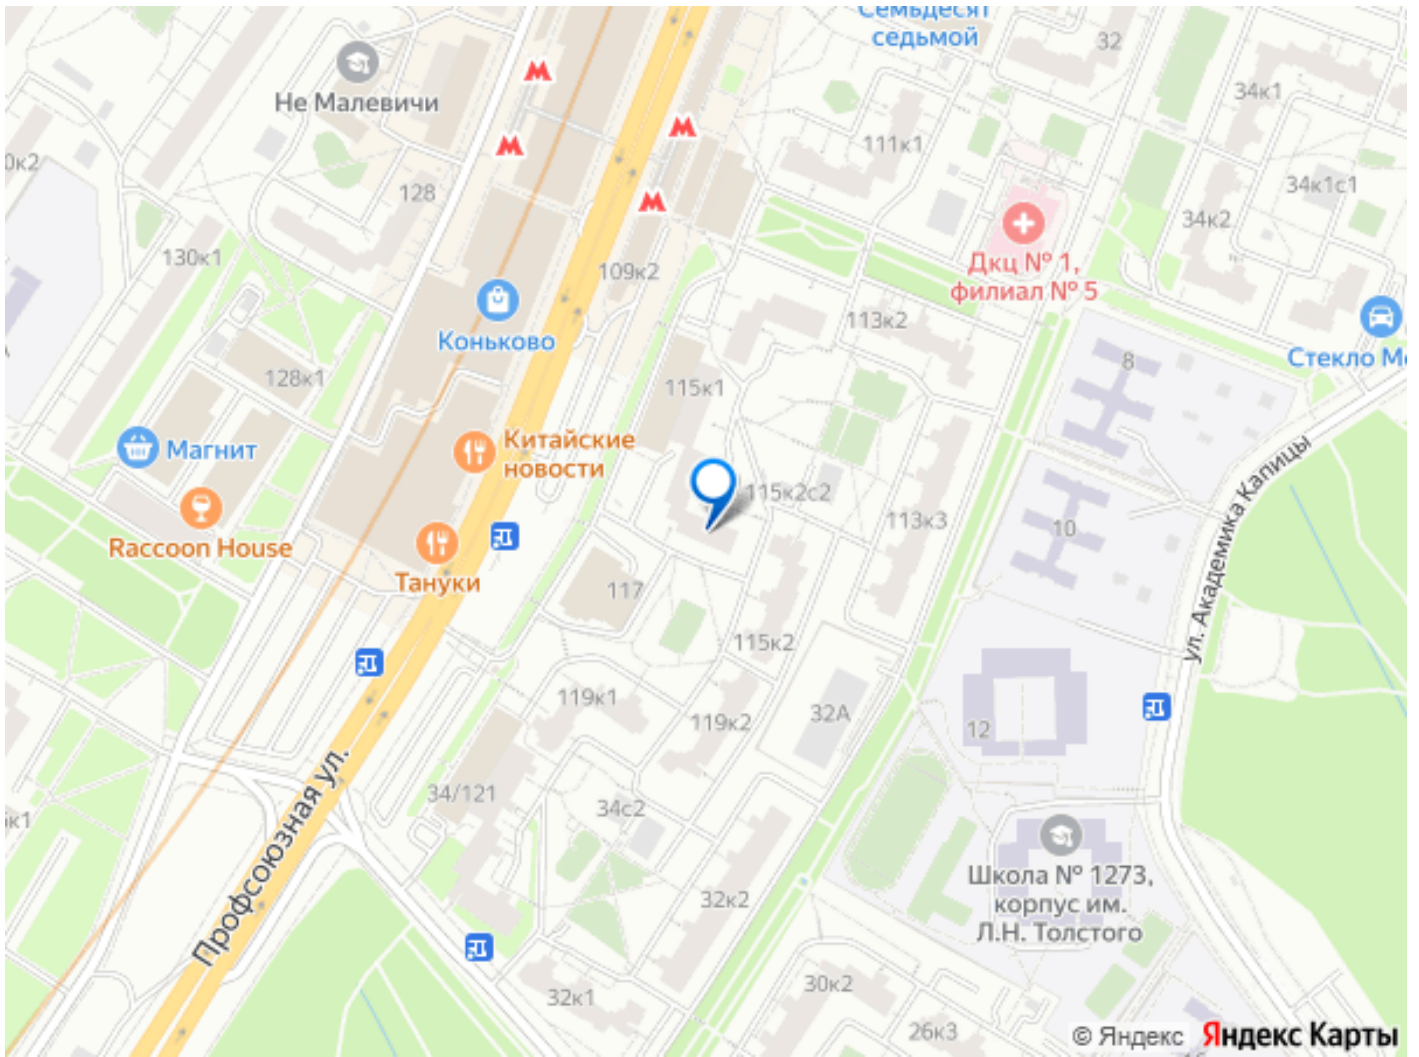 Семьдесят
седьмой
32
34к1
Не Малевичи
111к1
0к2
34к1с1
128
34к2
130к1
109к2
Дкц № 1,
филиал № 5
Коньково
113к2
Стекло Мо
8
128к1
115к1
Китайские
новости
Магнит
ул. Академика Капицы
115к2с2
113к3
10
Raccoon House
Тануки
117
115к2
119к1
119к2
32А
12
Профсоюзная ул.
34/121
34с2
к1
Школа № 1273,
корпус им.
Л.Н. Толстого
32к2
32к1
30к2
26к3
© Яндекс Яндекс Карты